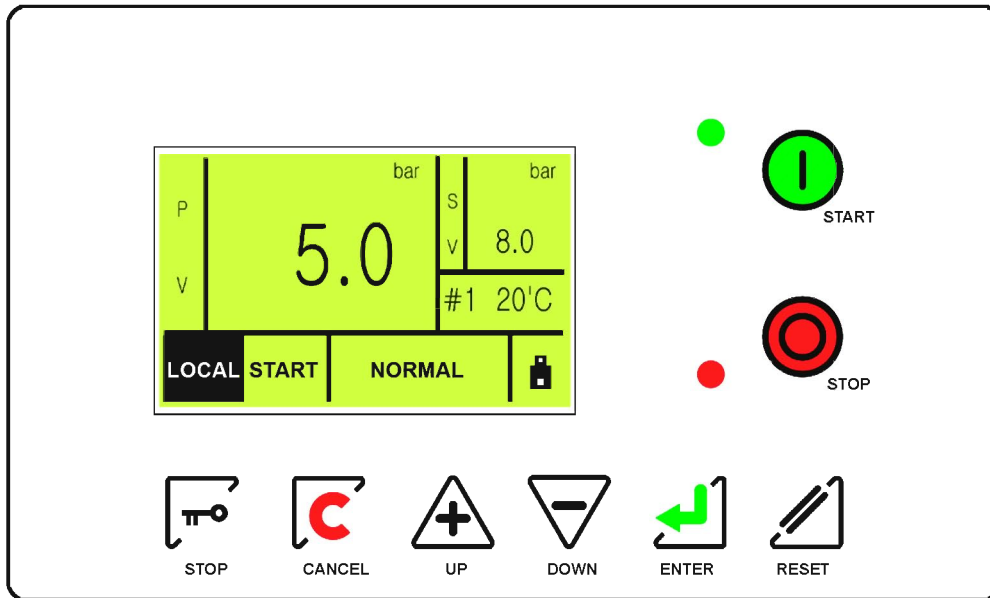 bar
bar
P
V
5.0
S
V
8.0
#1 20'C
LOCAL START NORMAL
START
STOP
C
STOP CANCEL UP DOWN ENTER RESET